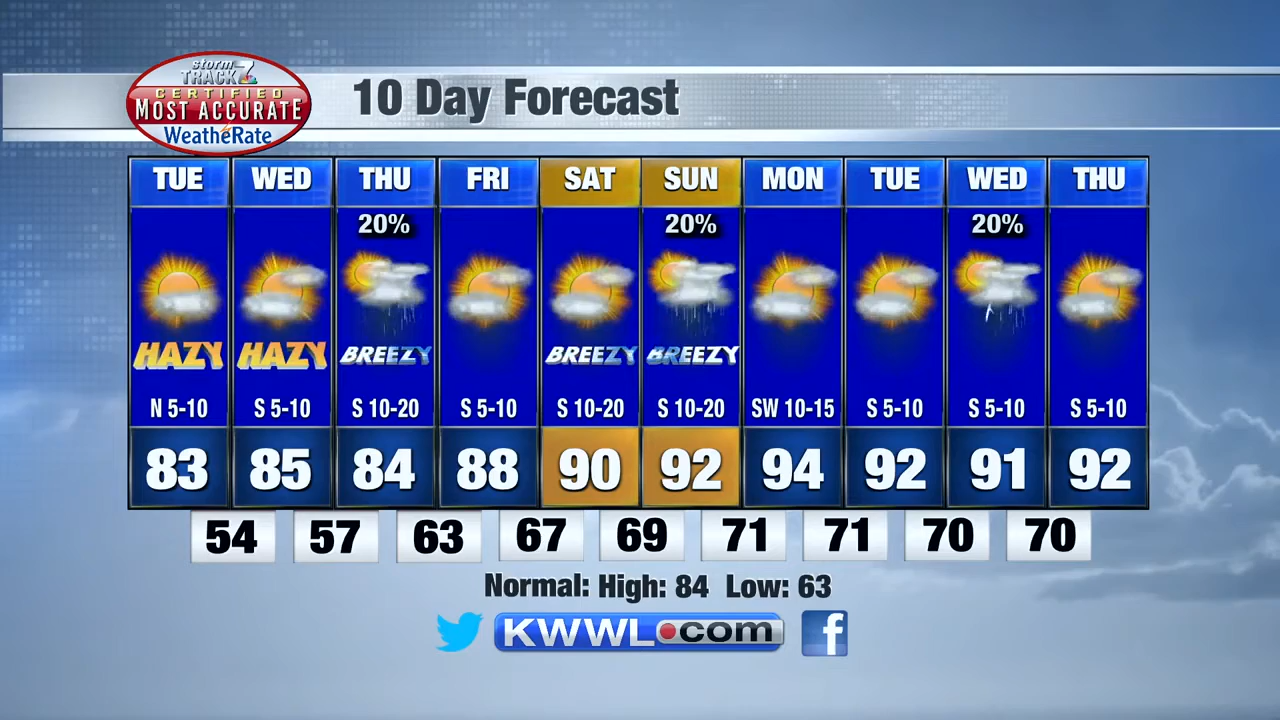 storm
TRACK 7
CERTIFIED
MOST ACCURATE
WeatheRate
10 Day Forecast
TUE WED THU FRI SAT SUN MON TUE WED THU
20% 20% 20%
HAZY HAZY BREEZY BREEZY BREEZY
N 5-10 S 5-10 S 10-20 S 5-10 S 10-20 S 10-20 SW 10-15 S 5-10 S 5-10 S 5-10
83 85 84 88 90 92 94 92 91 92
54 57 63 67 69 71 71 70 70
Normal: High: 84 Low: 63
KWWL.com f